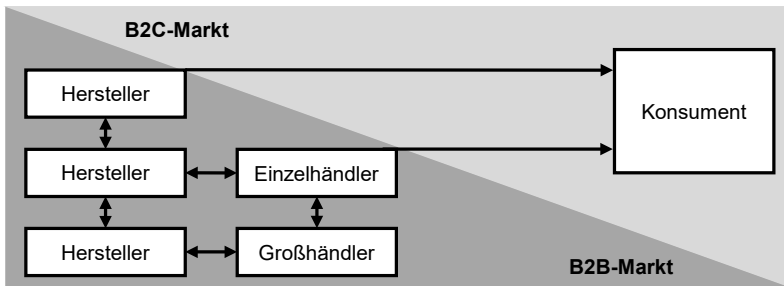 B2C-Markt
Hersteller
Konsument
Hersteller
Einzelhändler
Hersteller
Großhändler
B2B-Markt